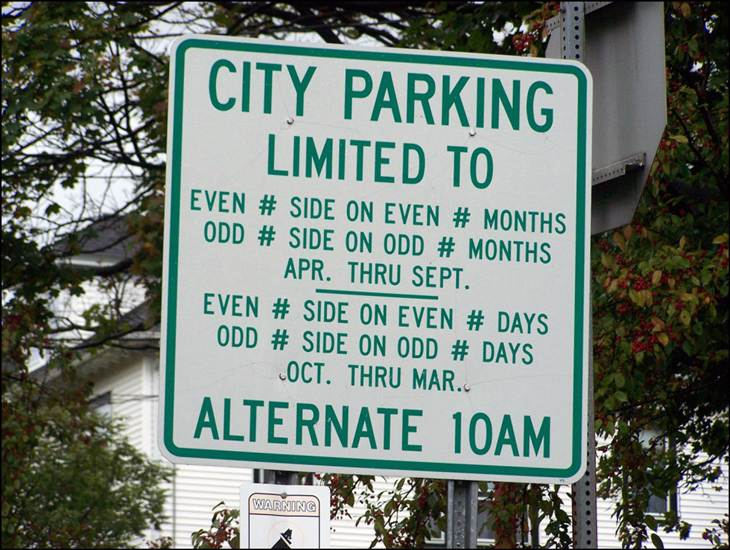 CITY PARKING
LIMITED TO
EVEN # SIDE ON EVEN # MONTHS
ODD # SIDE ON ODD # MONTHS
APR. THRU SEPT.
EVEN # SIDE ON EVEN # DAYS
ODD # SIDE ON ODD # DAYS
OCT. THRU MAR.
ALTERNATE 10AM
WARNING